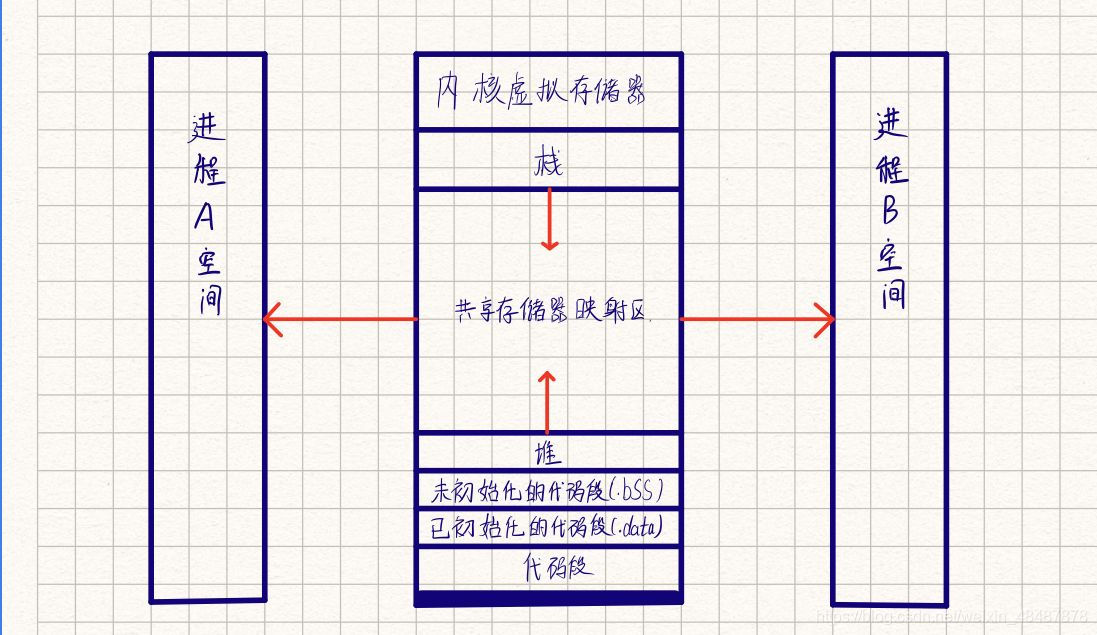 进程A空间
内核虚拟存储器
栈
共享存储器映射区.
堆
未初始化的代码段(.bss)
已初始化的代码段(.data)
代码段
进程B空间
https://blog.csdn.net/weixin_48487878